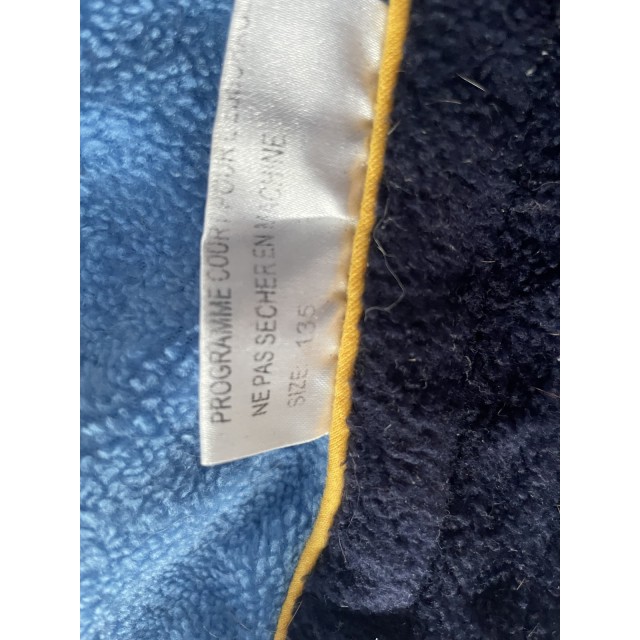 PROGRAMME COURT POUR
NE PAS SECHER EN MACHINE
SIZE: 135